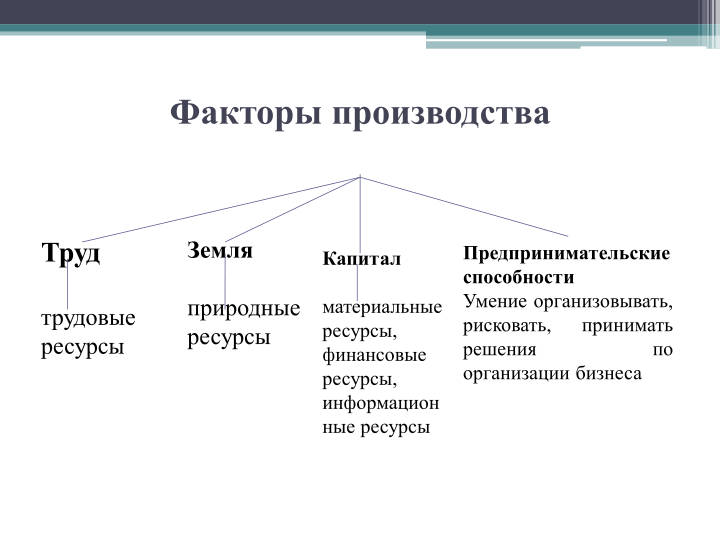 Факторы производства
Труд
трудовые
ресурсы
Земля
природные
ресурсы
Капитал
материальные
ресурсы,
финансовые
ресурсы,
информацион
ные ресурсы
Предпринимательские
способности
Умение организовывать,
рисковать, принимать
решения по
организации бизнеса